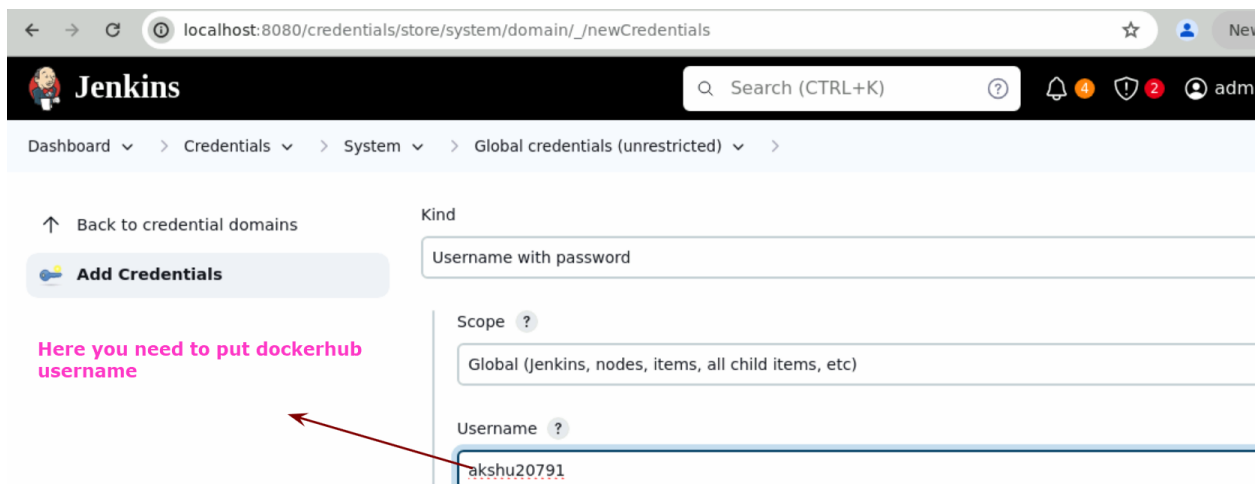 localhost:8080/credentials/store/system/domain/_/newCredentials
Jenkins
Search (CTRL+K)
?
4
2
Dashboard > Credentials > System > Global credentials (unrestricted) >
Back to credential domains
Add Credentials
Here you need to put dockerhub
username
Kind
Username with password
Scope ?
Global (Jenkins, nodes, items, all child items, etc)
Username ?
akshu20791